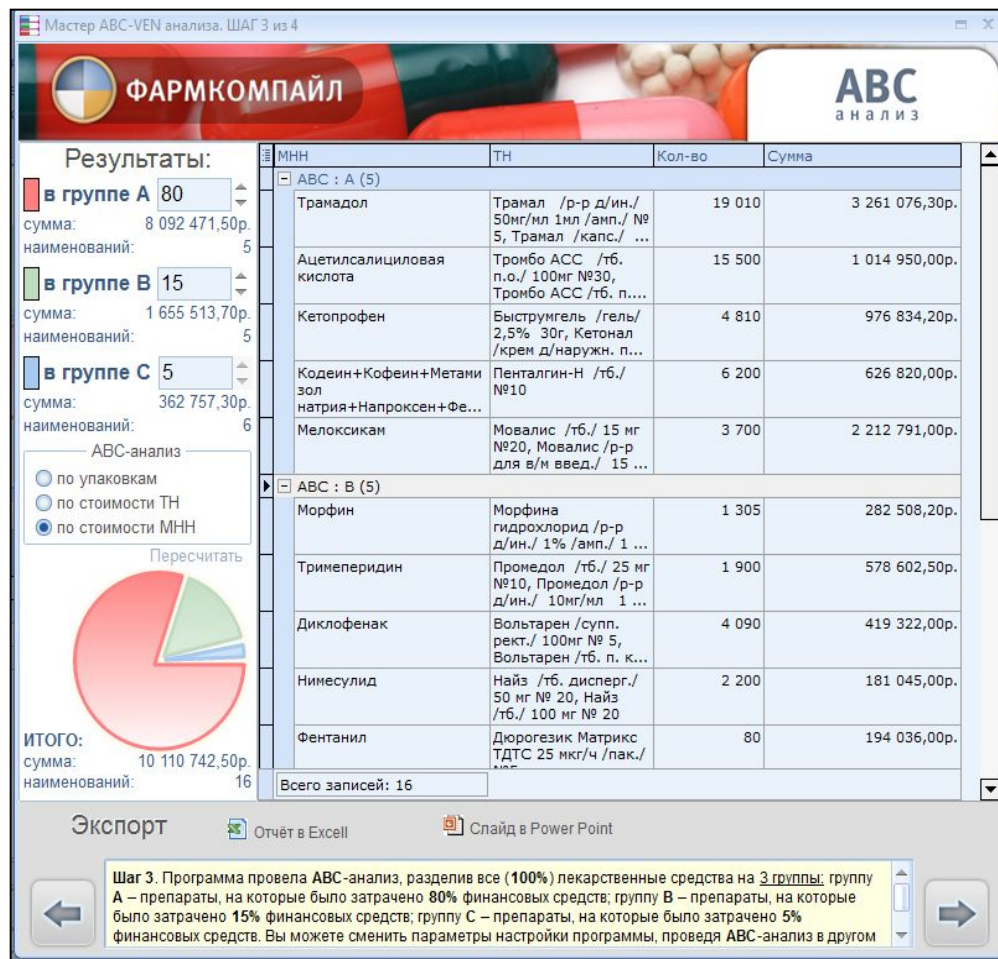 Мастер ABC-VEN анализа. ШАГ 3 из 4
ФАРМКОМПАЙЛ
ABC
анализ
Результаты:
в группе A 80
сумма: 8 092 471,50р.
наименований: 5
в группе B 15
сумма: 1 655 513,70р.
наименований: 5
в группе C 5
сумма: 362 757,30р.
наименований: 6
ABC-анализ
по упаковкам
по стоимости ТН
по стоимости МНН
Пересчитать
ИТОГО:
сумма: 10 110 742,50р.
наименований: 16
МНН ТН Кол-во Сумма
ABC : A (5)
Трамадол Трамал /р-р д/ин./ 19 010 3 261 076,30р.
50мг/мл 1мл /амп./ №
5, Трамал /капс./ ...
Ацетилсалициловая Тромбо АСС /тб. 15 500 1 014 950,00р.
кислота п.о./ 100мг №30,
Тромбо АСС /тб. п....
Кетопрофен Быструмгель /гель/ 4 810 976 834,20р.
2,5% 30г, Кетонал
/крем д/наружн. п...
Кодеин+Кофеин+Метами Пенталгин-Н /тб./ 6 200 626 820,00р.
зол №10
натрия+Напроксен+Фе...
Мелоксикам Мовалис /тб./ 15 мг 3 700 2 212 791,00р.
№20, Мовалис /р-р
для в/м введ./ 15 ...
ABC : B (5)
Морфин Морфина 1 305 282 508,20р.
гидрохлорид /р-р
д/ин./ 1% /амп./ 1 ...
Тримеперидин Промедол /тб./ 25 мг 1 900 578 602,50р.
№10, Промедол /р-р
д/ин./ 10мг/мл 1 ...
Диклофенак Вольтарен /супп. 4 090 419 322,00р.
рект./ 100мг № 5,
Вольтарен /тб. п. к...
Нимесулид Найз /тб. дисперг./ 2 200 181 045,00р.
50 мг № 20, Найз
/тб./ 100 мг № 20
Фентанил Дюрогезик Матрикс 80 194 036,00р.
ТДТС 25 мкг/ч /пак./
Всего записей: 16
Экспорт Отчёт в Excell Слайд в Power Point
Шаг 3. Программа провела ABC-анализ, разделив все (100%) лекарственные средства на 3 группы: группу
А – препараты, на которые было затрачено 80% финансовых средств; группу В – препараты, на которые
было затрачено 15% финансовых средств; группу С – препараты, на которые было затрачено 5%
финансовых средств. Вы можете сменить параметры настройки программы, проведя ABC-анализ в другом